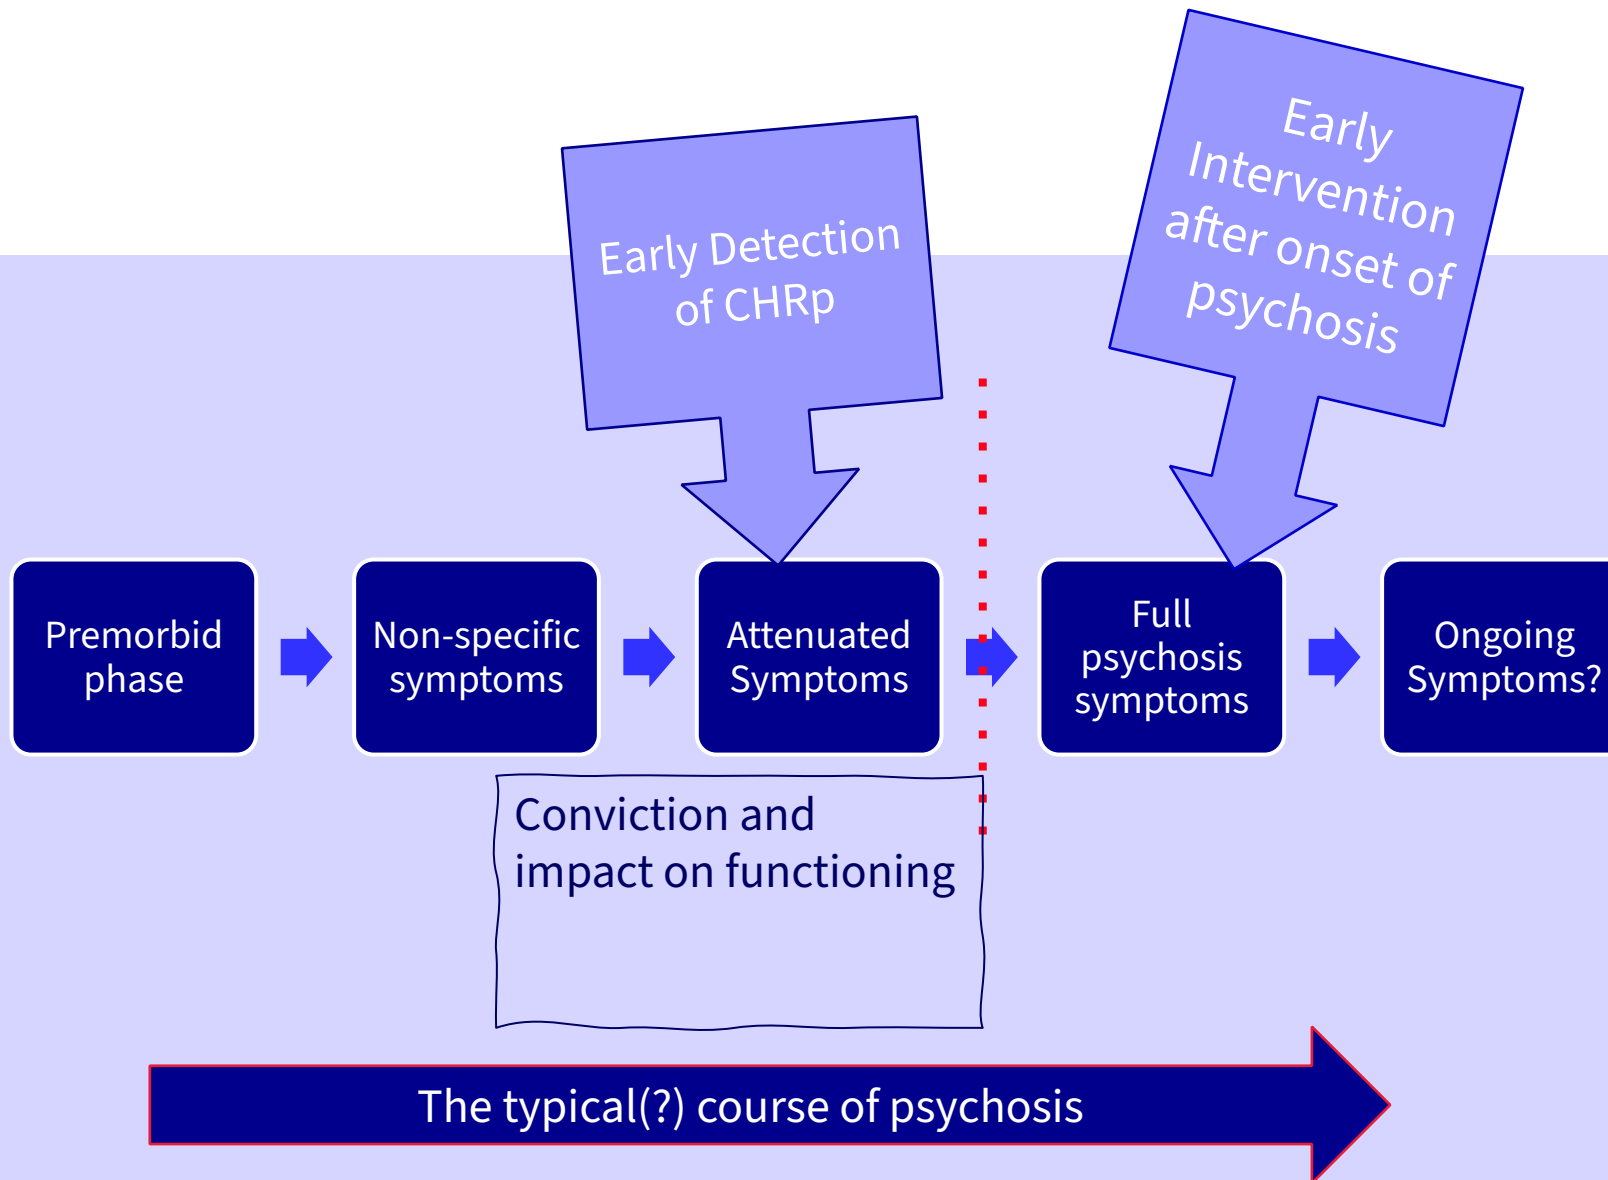 Early Detection
of CHRp
Early
Intervention
after onset of
psychosis
Premorbid
phase
Non-specific
symptoms
Attenuated
Symptoms
Full
psychosis
symptoms
Ongoing
Symptoms?
Conviction and
impact on functioning
The typical(?) course of psychosis